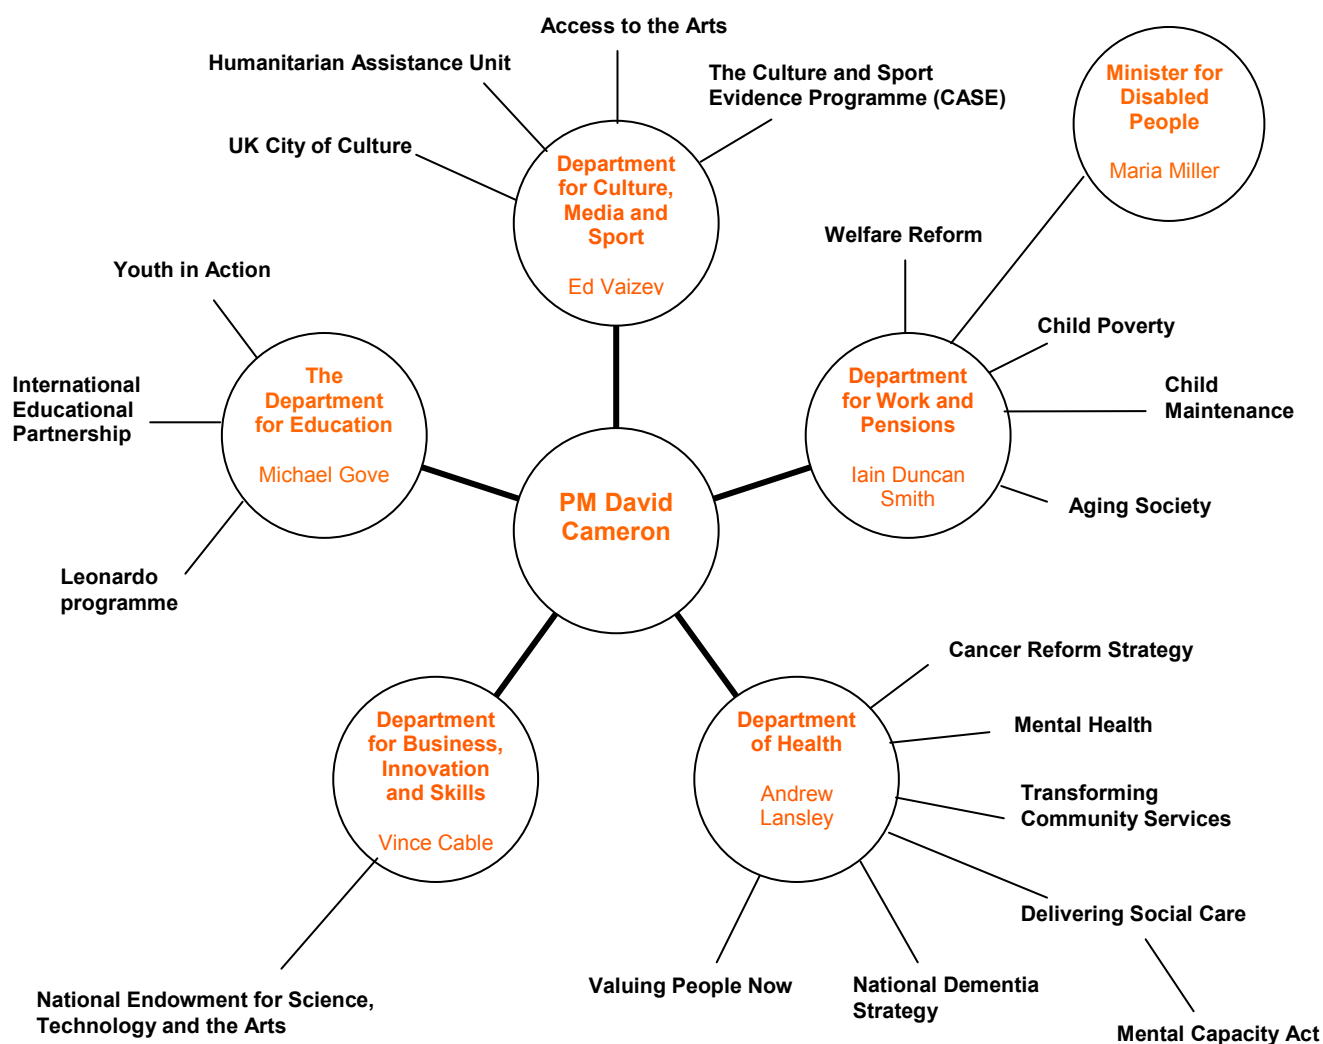 Access to the Arts
Humanitarian Assistance Unit
The Culture and Sport
Evidence Programme (CASE)
UK City of Culture
Department
for Culture,
Media and
Sport
Ed Vaizey
Minister for
Disabled
People
Maria Miller
Welfare Reform
Youth in Action
Child Poverty
International
Educational
Partnership
The
Department
for Education
Michael Gove
Department
for Work and
Pensions
Iain Duncan
Smith
Child
Maintenance
Aging Society
PM David
Cameron
Leonardo
programme
Cancer Reform Strategy
Department
for Business,
Innovation
and Skills
Vince Cable
Department
of Health
Andrew
Lansley
Mental Health
Transforming
Community Services
Delivering Social Care
Valuing People Now
National Dementia
Strategy
National Endowment for Science,
Technology and the Arts
Mental Capacity Act